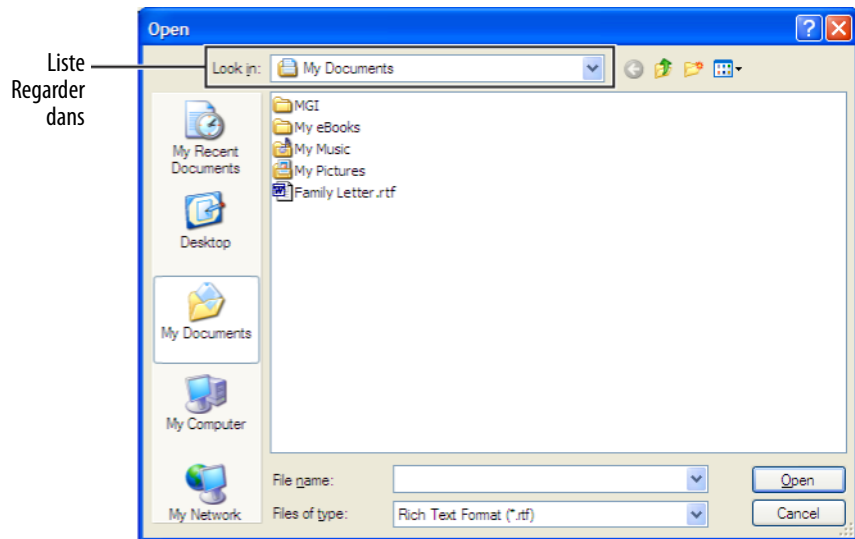 Open
Liste
Regarder
dans
Look in:
My Documents
My Recent
Documents
Desktop
My Documents
My Computer
My Network
MGI
My eBooks
My Music
My Pictures
Family Letter.rtf
File name:
Open
Files of type:
Rich Text Format (*.rtf)
Cancel